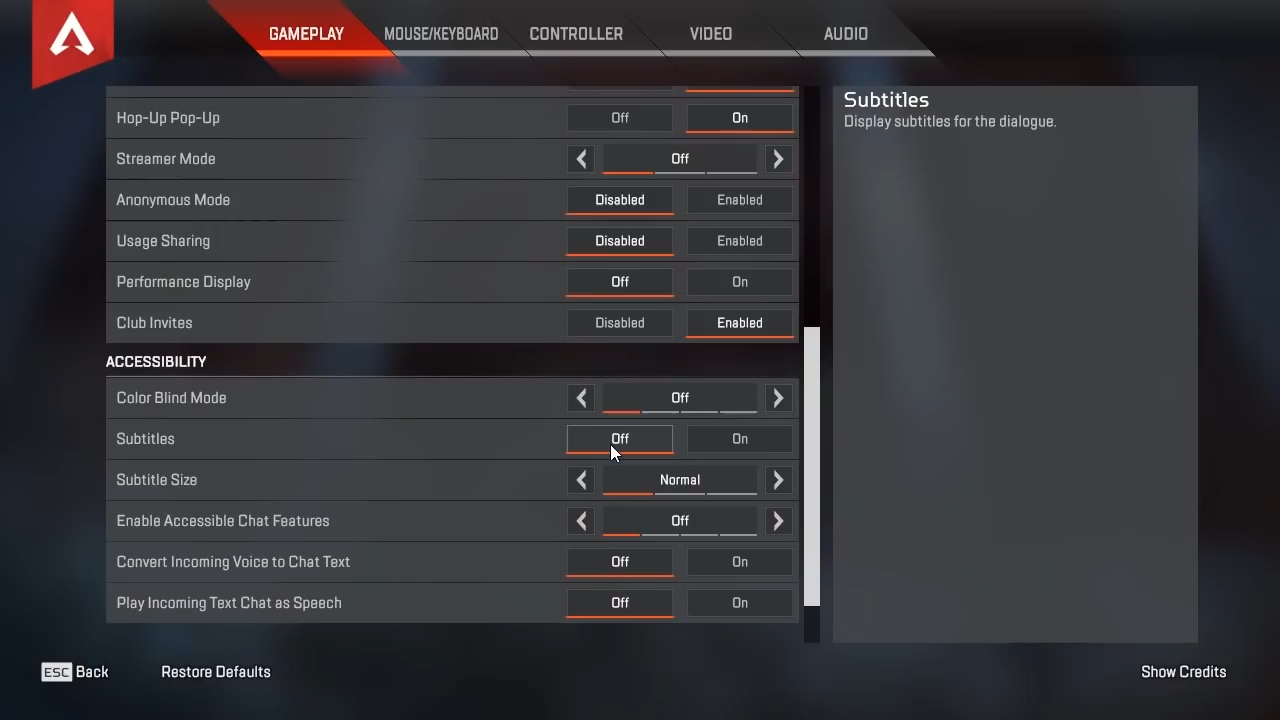 GAMEPLAY MOUSE/KEYBOARD CONTROLLER VIDEO AUDIO
Hop-Up Pop-Up Off On
Streamer Mode Off
Anonymous Mode Disabled Enabled
Usage Sharing Disabled Enabled
Performance Display Off On
Club Invites Disabled Enabled
ACCESSIBILITY
Color Blind Mode Off
Subtitles Off On
Subtitle Size Normal
Enable Accessible Chat Features Off
Convert Incoming Voice to Chat Text Off On
Play Incoming Text Chat as Speech Off On
Subtitles
Display subtitles for the dialogue.
ESC Back Restore Defaults Show Credits